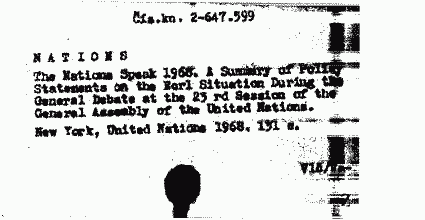 Čís.kn. 2-647.599
N A T I O N S
The Nations Speak 1968. A Summary of Policy
Statements on the Worl Situation During the
General Debate at the 23 rd Session of the
General Assembly of the United Nations.
New York, United Nations 1968. 131 s.